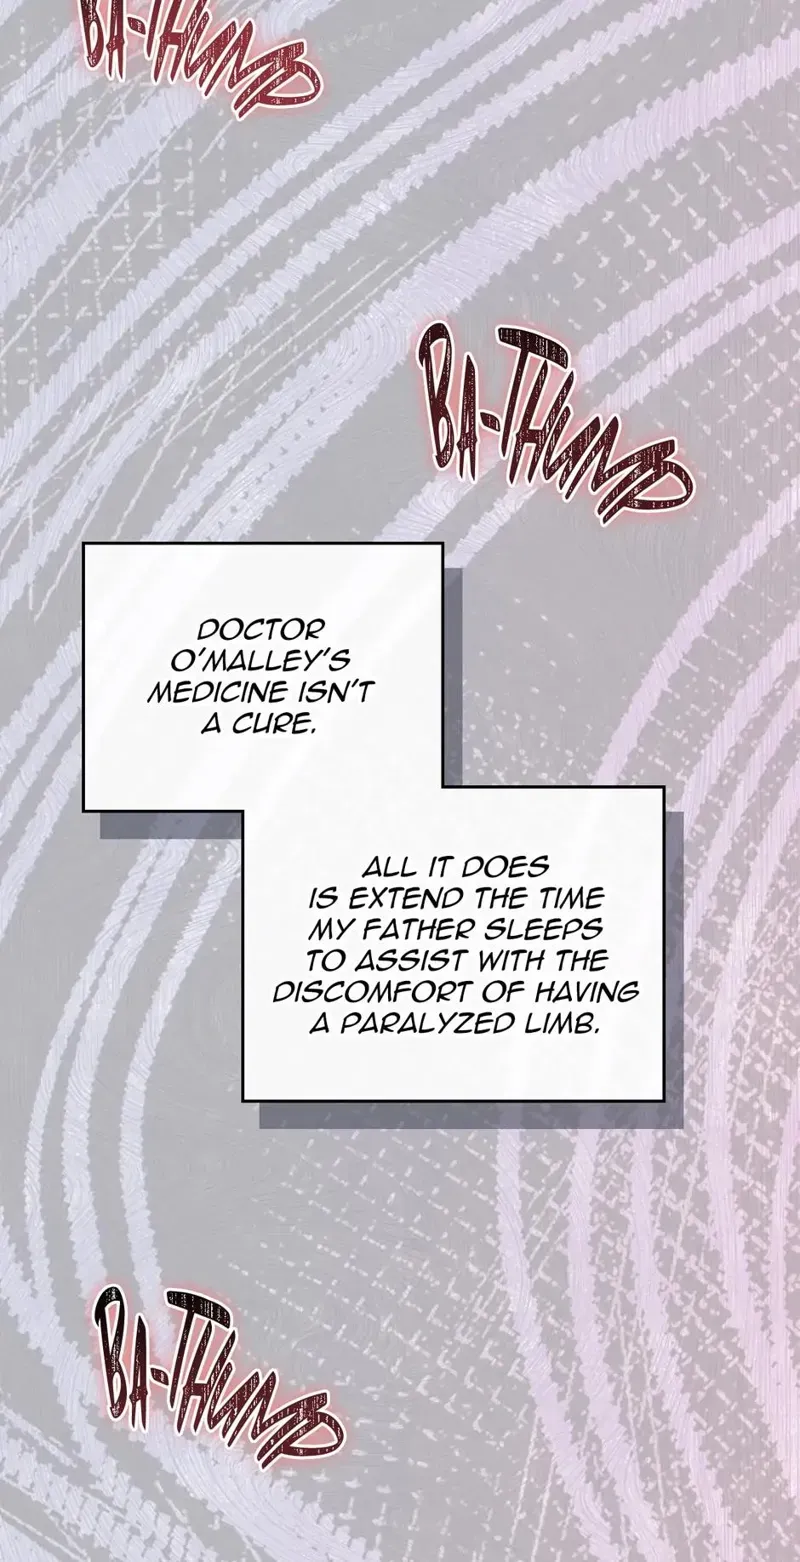 BA-THUMP
BA-THUMP
DOCTOR
O'MALLEY'S
MEDICINE ISN'T
A CURE.
ALL IT DOES
IS EXTEND THE TIME
MY FATHER SLEEPS
TO ASSIST WITH THE
DISCOMFORT OF HAVING
A PARALYZED LIMB.
BA-THUMP